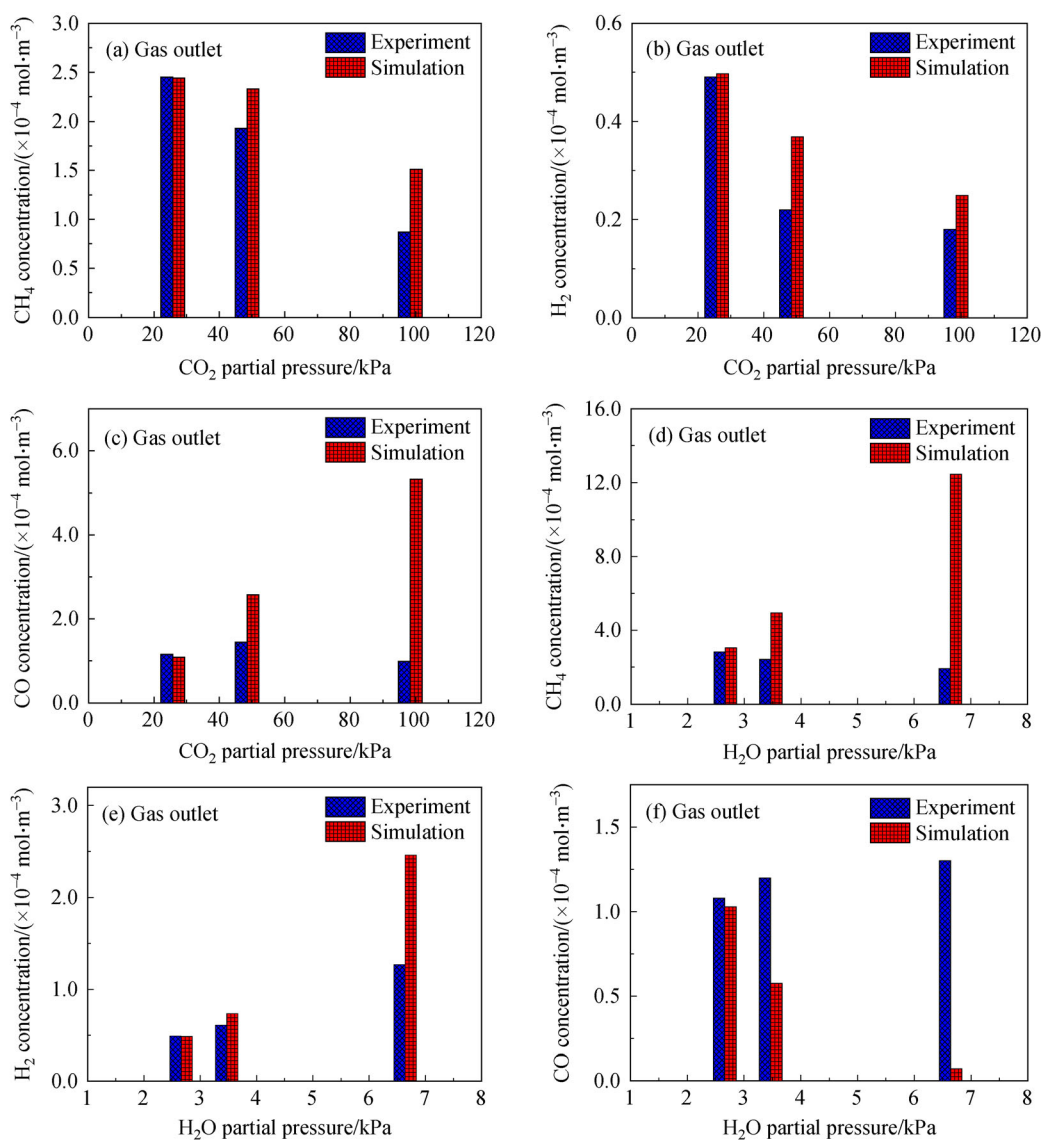 (a) Gas outlet
Experiment
Simulation
CH₄ concentration/(×10⁻⁴ mol·m⁻³)
3.0
2.5
2.0
1.5
1.0
0.5
0.0
0 20 40 60 80 100 120
CO₂ partial pressure/kPa
(b) Gas outlet
Experiment
Simulation
H₂ concentration/(×10⁻⁴ mol·m⁻³)
0.6
0.4
0.2
0.0
0 20 40 60 80 100 120
CO₂ partial pressure/kPa
(c) Gas outlet
Experiment
Simulation
CO concentration/(×10⁻⁴ mol·m⁻³)
6.0
4.0
2.0
1.0
0.0
0 20 40 60 80 100 120
CO₂ partial pressure/kPa
(d) Gas outlet
Experiment
Simulation
CH₄ concentration/(×10⁻⁴ mol·m⁻³)
16.0
12.0
8.0
4.0
0.0
1 2 3 4 5 6 7 8
H₂O partial pressure/kPa
(e) Gas outlet
Experiment
Simulation
H₂ concentration/(×10⁻⁴ mol·m⁻³)
3.0
2.0
1.0
0.0
1 2 3 4 5 6 7 8
H₂O partial pressure/kPa
(f) Gas outlet
Experiment
Simulation
CO concentration/(×10⁻⁴ mol·m⁻³)
1.5
1.0
0.5
0.0
1 2 3 4 5 6 7 8
H₂O partial pressure/kPa